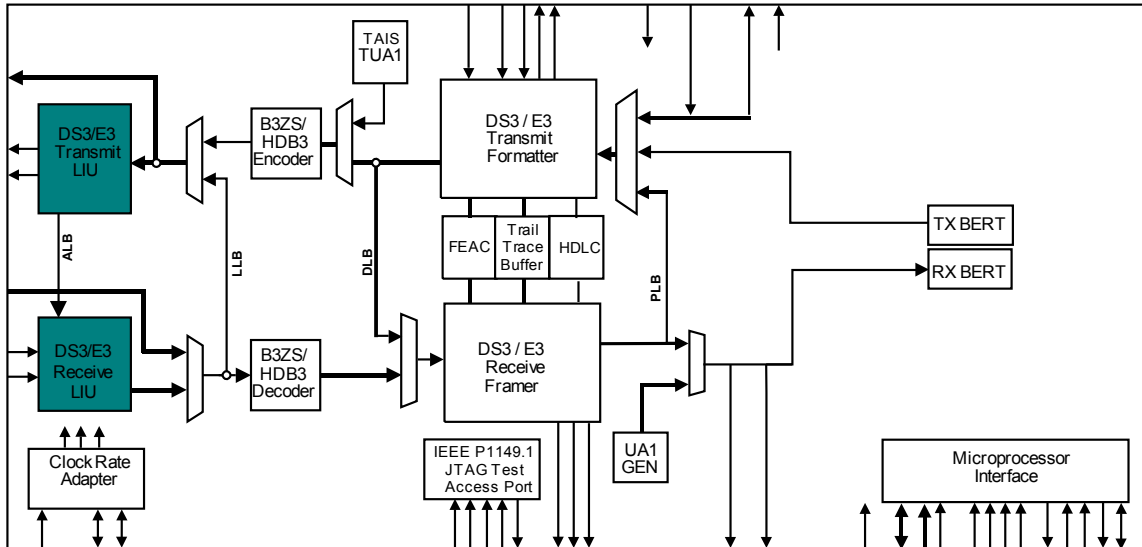 TAIS
TUA1
DS3/E3
Transmit
LIU
B3ZS/
HDB3
Encoder
DS3 / E3
Transmit
Formatter
FEAC
Trail
Trace
Buffer
HDLC
TX BERT
RX BERT
ALB
LLB
DLB
PLB
DS3/E3
Receive
LIU
B3ZS/
HDB3
Decoder
DS3 / E3
Receive
Framer
Clock Rate
Adapter
IEEE P1149.1
JTAG Test
Access Port
UA1
GEN
Microprocessor
Interface